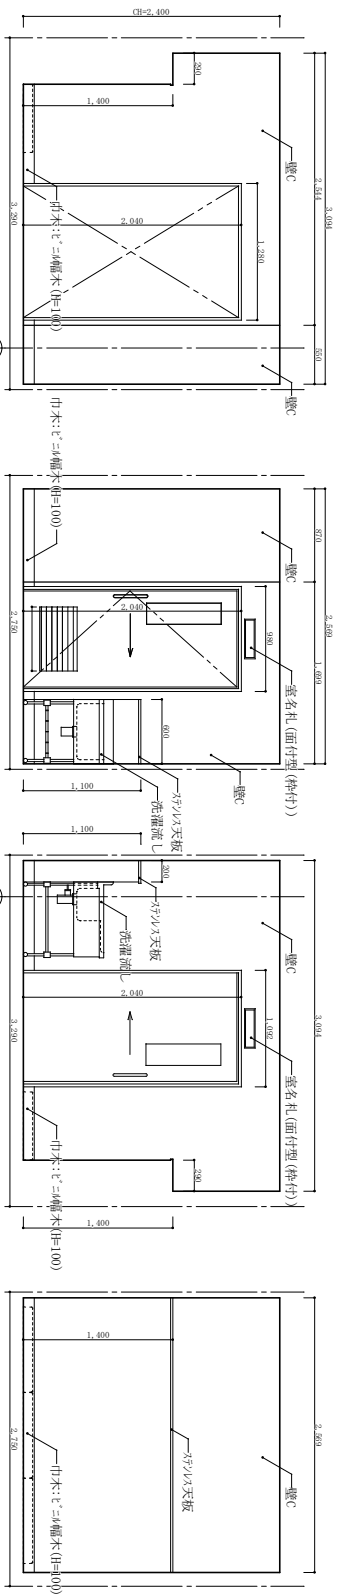 CH=2,400
1,400
290
壁C
2,544
3,094
550
壁C
1,280
2,040
巾木:ビニル幅木(H=100)
3,290
870
壁C
2,569
1,699
室名札(面付型(枠付))
980
2,040
巾木:ビニル幅木(H=100)
2,750
600
壁C
ステンレス天板
洗濯流し
1,100
1,100
200
ステンレス天板
洗濯流し
壁C
3,094
室名札(面付型(枠付))
1,092
2,040
巾木:ビニル幅木(H=100)
3,290
290
1,400
2,569
壁C
ステンレス天板
1,400
巾木:ビニル幅木(H=100)
2,750